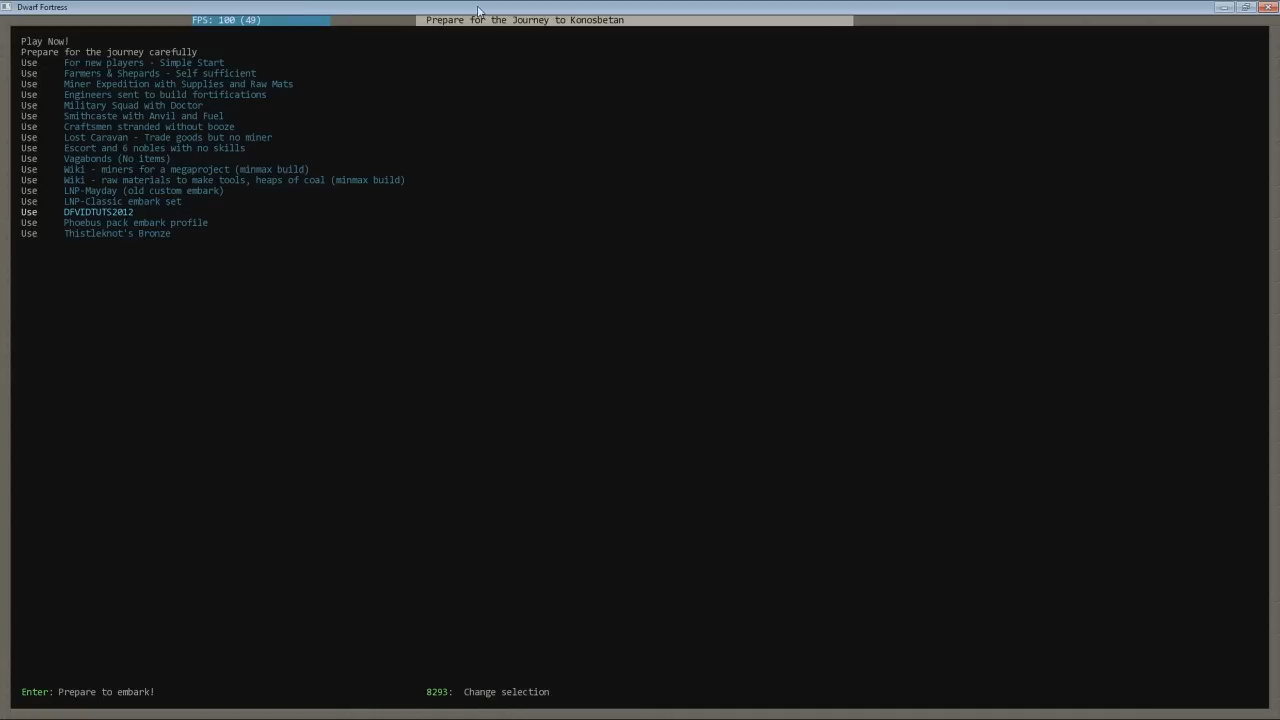 Dwarf Fortress
FPS: 100 (49) Prepare for the Journey to Konosbetan
Play Now!
Prepare for the journey carefully
Use For new players - Simple Start
Use Farmers & Shepards - Self sufficient
Use Miner Expedition with Supplies and Raw Mats
Use Engineers sent to build fortifications
Use Military Squad with Doctor
Use Smithcaste with Anvil and Fuel
Use Craftsmen stranded without booze
Use Lost Caravan - Trade goods but no miner
Use Escort and 6 nobles with no skills
Use Vagabonds (No items)
Use Wiki - miners for a megaproject (minmax build)
Use Wiki - raw materials to make tools, heaps of coal (minmax build)
Use LNP-Mayday (old custom embark)
Use LNP-Classic embark set
Use DFVIDTUTS2012
Use Phoebus pack embark profile
Use Thistleknot's Bronze
Enter: Prepare to embark! 8293: Change selection